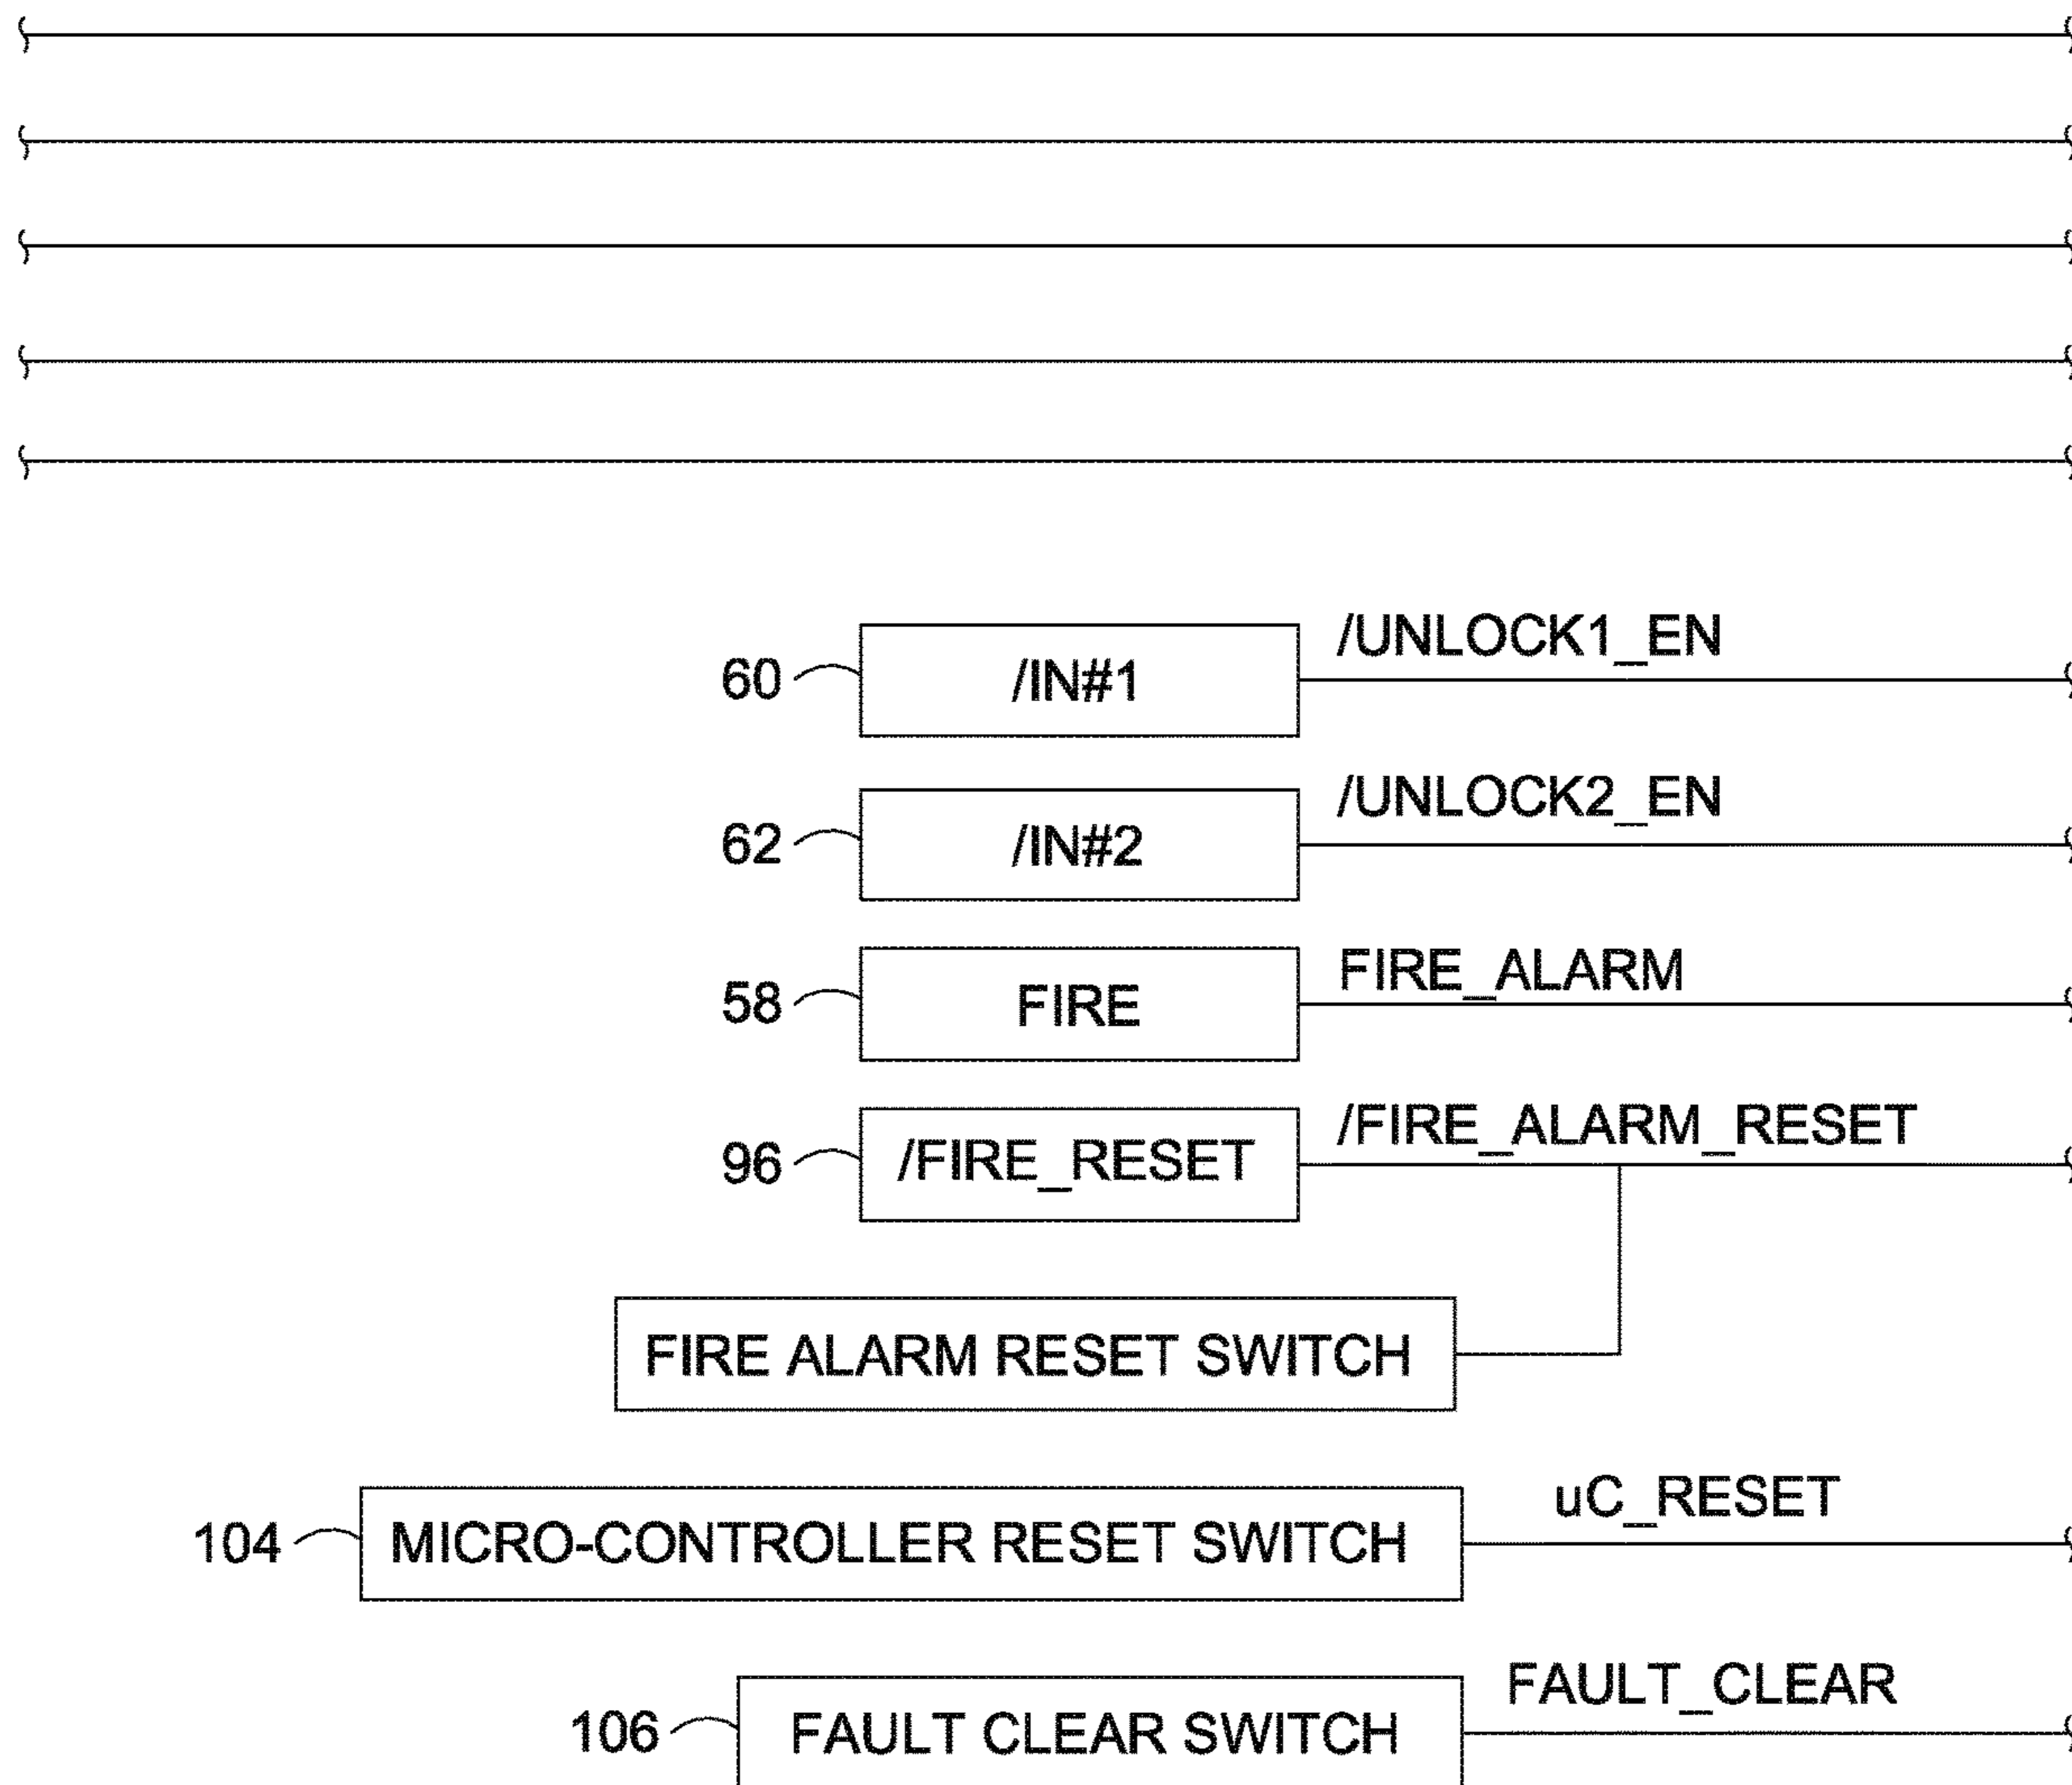 /UNLOCK1_EN
60 /IN#1
/UNLOCK2_EN
62 /IN#2
FIRE_ALARM
58 FIRE
/FIRE_ALARM_RESET
96 /FIRE_RESET
FIRE ALARM RESET SWITCH
uC_RESET
104 MICRO-CONTROLLER RESET SWITCH
FAULT_CLEAR
106 FAULT CLEAR SWITCH